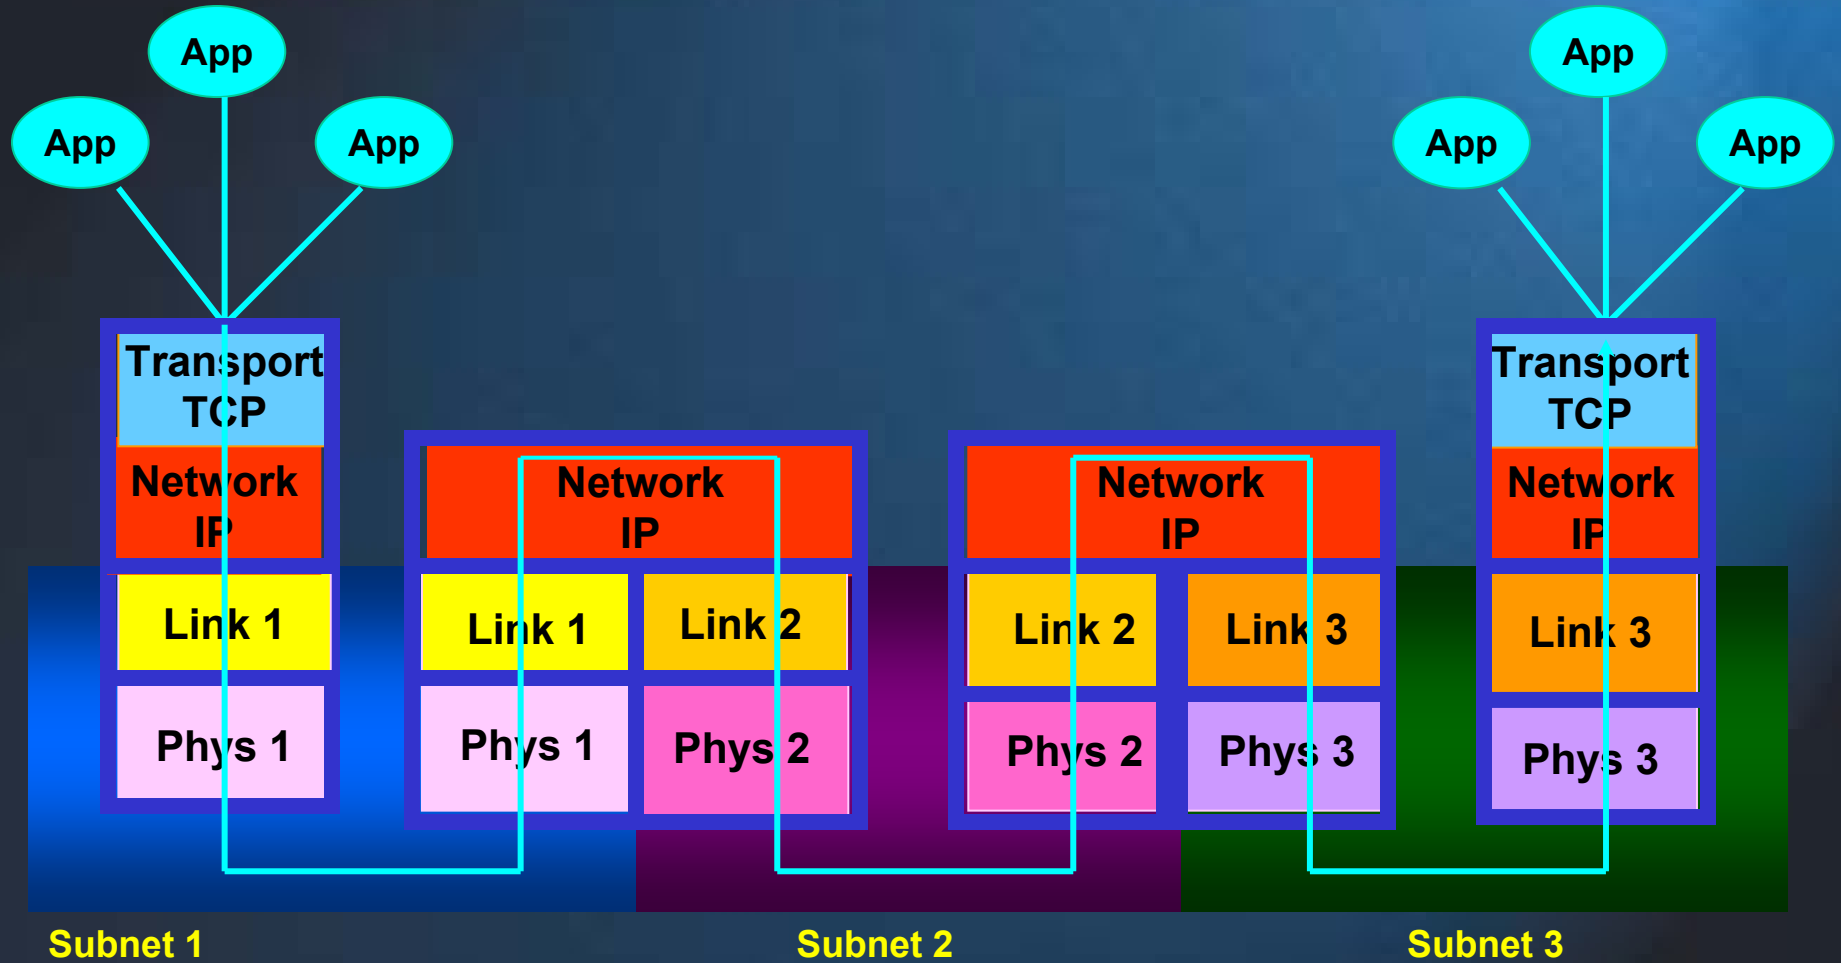 App
App
App
App
App
App
Transport
TCP
Network
IP
Link 1
Phys 1
Network
IP
Link 1
Link 2
Phys 1
Phys 2
Network
IP
Link 2
Link 3
Phys 2
Phys 3
Transport
TCP
Network
IP
Link 3
Phys 3
Subnet 1
Subnet 2
Subnet 3